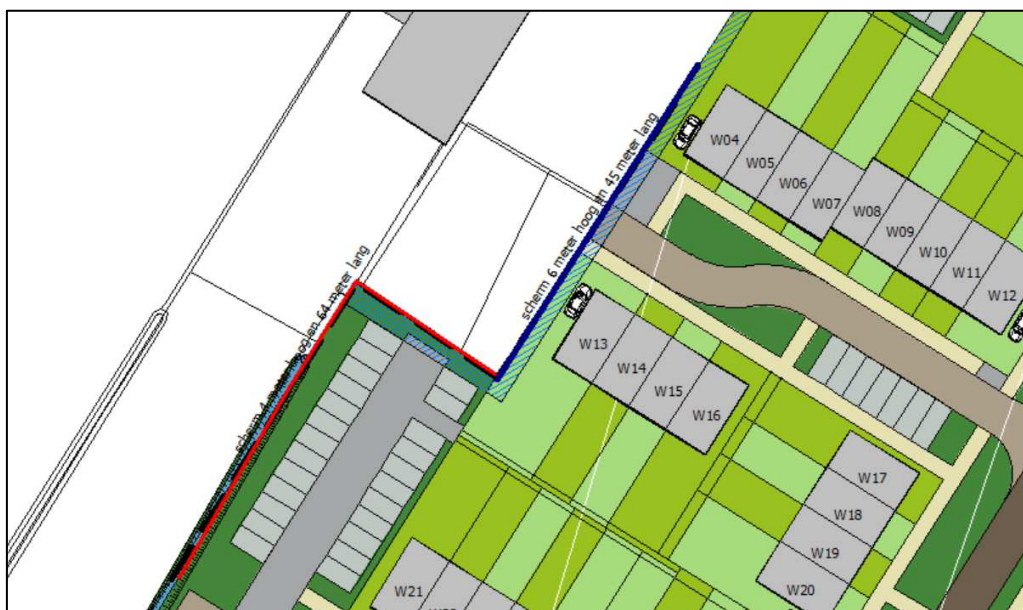 scherm 6 meter hoog en 45 meter lang
scherm 4 meter hoog en 64 meter lang
W04
W05
W06
W07
W08
W09
W10
W11
W12
W13
W14
W15
W16
W17
W18
W19
W20
W21